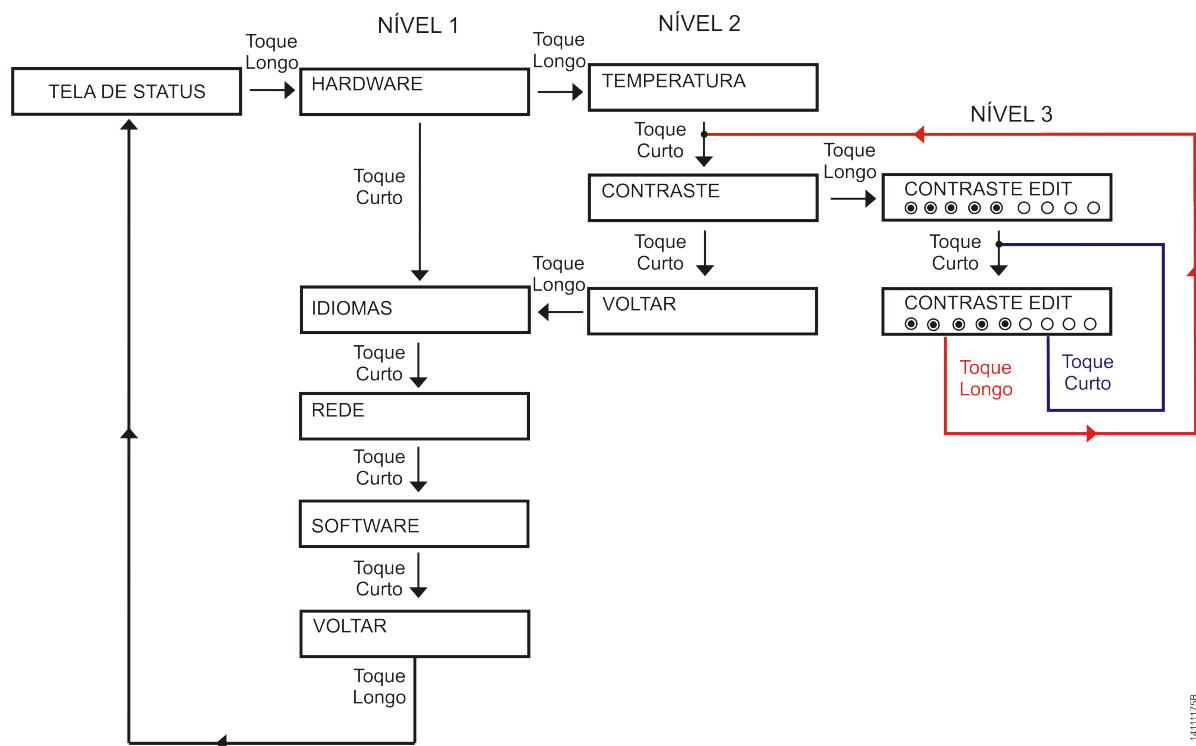 NÍVEL 1
NÍVEL 2
Toque
Longo
Toque
Longo
TELA DE STATUS
HARDWARE
TEMPERATURA
NÍVEL 3
Toque
Curto
Toque
Longo
Toque
Curto
CONTRASTE
CONTRASTE EDIT
Toque
Curto
Toque
Curto
Toque
Longo
IDIOMAS
VOLTAR
CONTRASTE EDIT
Toque
Curto
Toque
Longo
Toque
Curto
REDE
Toque
Curto
SOFTWARE
Toque
Curto
VOLTAR
Toque
Longo
14111175B